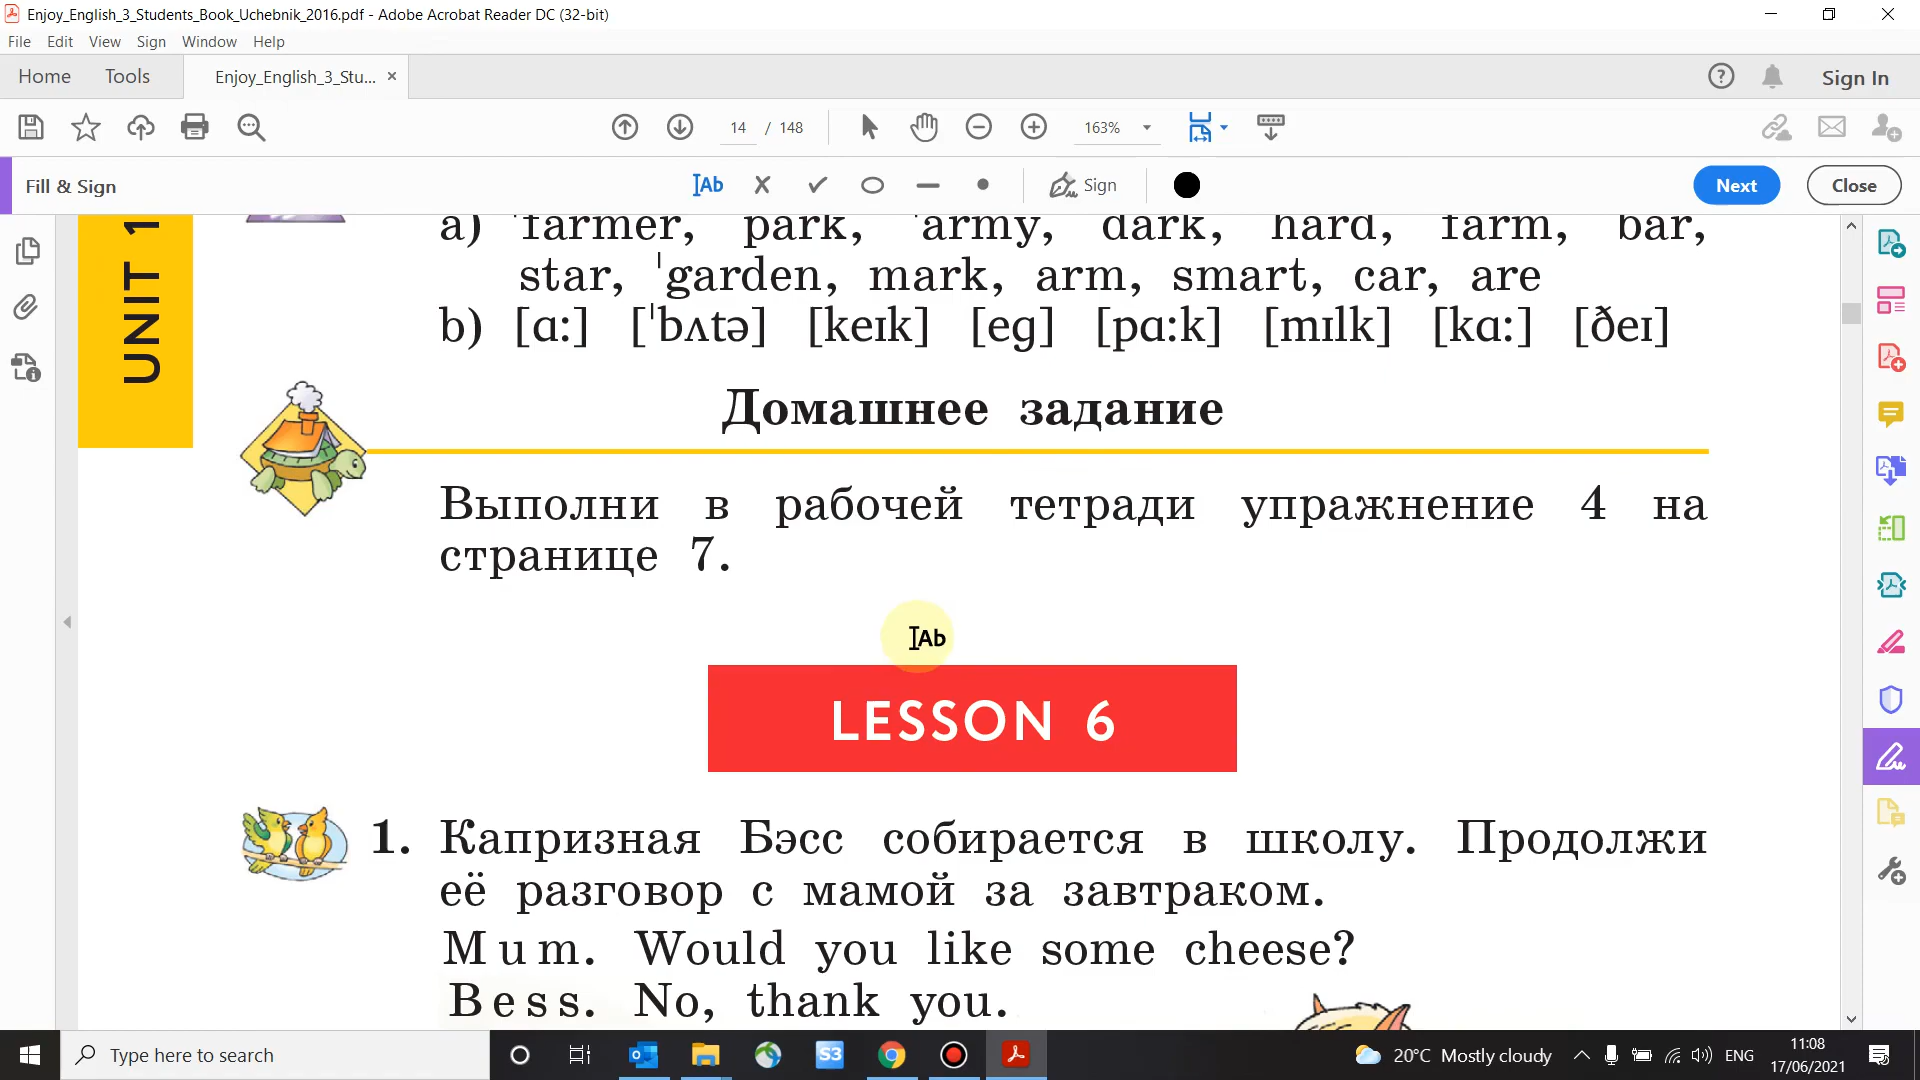 Enjoy_English_3_Students_Book_Uchebnik_2016.pdf - Adobe Acrobat Reader DC (32-bit)
File Edit View Sign Window Help
Home Tools Enjoy_English_3_Stu... × Sign In
14 / 148 163%
Fill & Sign Ab Sign Next Close
UNIT 1
a) ˈfarmer, park, ˈarmy, dark, hard, farm, bar,
star, ˈgarden, mark, arm, smart, car, are
b) [ɑ:] [ˈbʌtə] [keɪk] [eg] [pɑ:k] [mɪlk] [kɑ:] [ðeɪ]
Домашнее задание
Выполни в рабочей тетради упражнение 4 на
странице 7.
Ab
LESSON 6
1. Капризная Бэсс собирается в школу. Продолжи
её разговор с мамой за завтраком.
Mum. Would you like some cheese?
Bess. No, thank you.
Type here to search S3 20°C Mostly cloudy ENG 11:08
17/06/2021